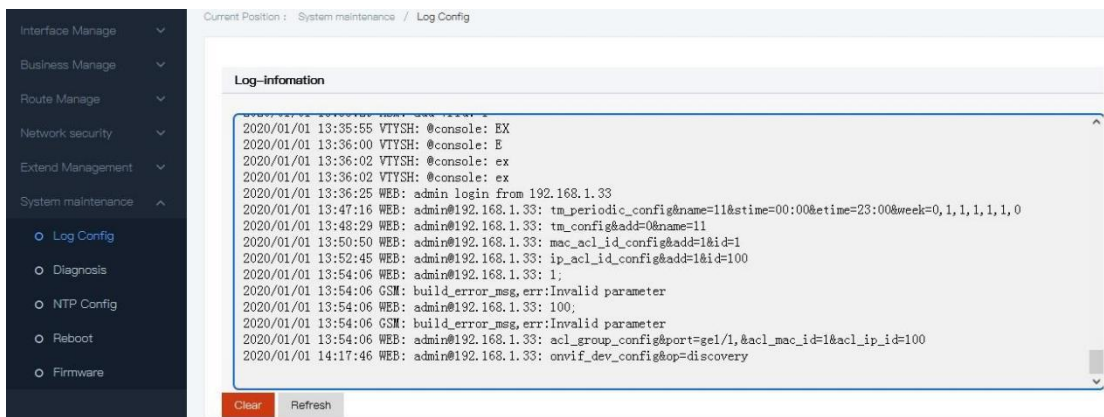 Current Position : System maintenance / Log Config
Interface Manage
Business Manage
Route Manage
Network security
Extend Management
System maintenance
Log Config
Diagnosis
NTP Config
Reboot
Firmware
Log-infomation
2020/01/01 13:35:55 VTYSH: @console: EX
2020/01/01 13:36:00 VTYSH: @console: E
2020/01/01 13:36:02 VTYSH: @console: ex
2020/01/01 13:36:02 VTYSH: @console: ex
2020/01/01 13:36:25 WEB: admin login from 192.168.1.33
2020/01/01 13:47:16 WEB: admin@192.168.1.33: tm_periodic_config&name=11&stime=00:00&etime=23:00&week=0,1,1,1,1,1,0
2020/01/01 13:48:29 WEB: admin@192.168.1.33: tm_config&add=0&name=11
2020/01/01 13:50:50 WEB: admin@192.168.1.33: mac_acl_id_config&add=1&id=1
2020/01/01 13:52:45 WEB: admin@192.168.1.33: ip_acl_id_config&add=1&id=100
2020/01/01 13:54:06 WEB: admin@192.168.1.33: 1;
2020/01/01 13:54:06 GSM: build_error_msg,err:Invalid parameter
2020/01/01 13:54:06 WEB: admin@192.168.1.33: 100;
2020/01/01 13:54:06 GSM: build_error_msg,err:Invalid parameter
2020/01/01 13:54:06 WEB: admin@192.168.1.33: acl_group_config&port=ge1/1,&acl_mac_id=1&acl_ip_id=100
2020/01/01 14:17:46 WEB: admin@192.168.1.33: onvif_dev_config&op=discovery
Clear Refresh